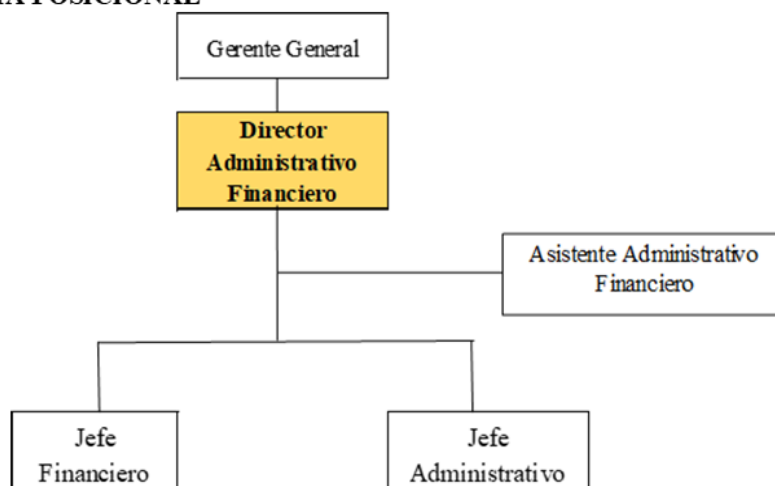 Gerente General
Director
Administrativo
Financiero
Asistente Administrativo
Financiero
Jefe
Financiero
Jefe
Administrativo